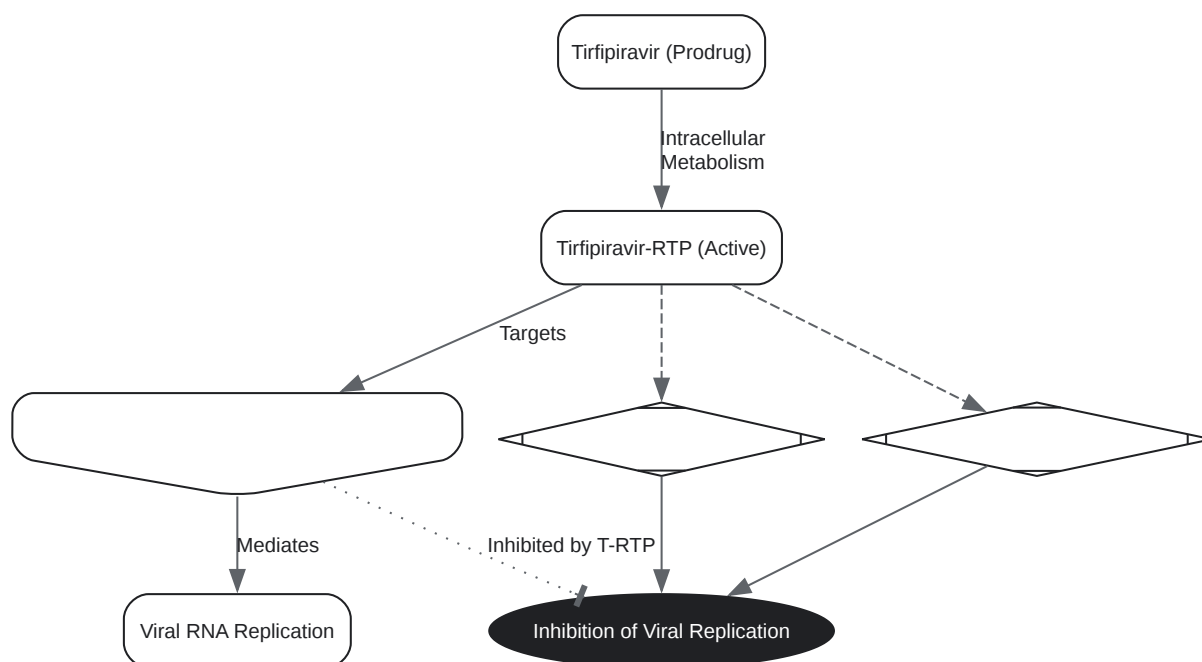 Tirfipiravir (Prodrug)
Intracellular
Metabolism
Tirfipiravir-RTP (Active)
Targets
Mediates
Inhibited by T-RTP
Viral RNA Replication
Inhibition of Viral Replication